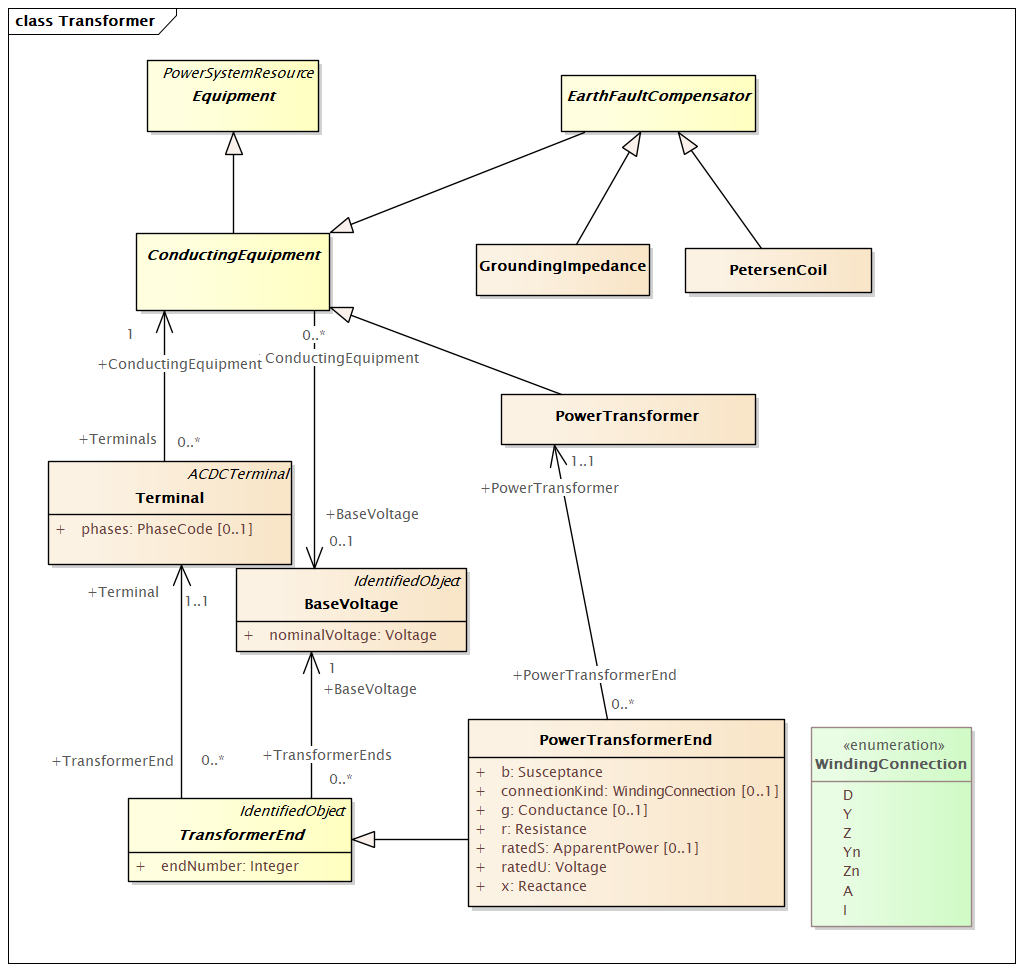 class Transformer
PowerSystemResource
Equipment
EarthFaultCompensator
ConductingEquipment
GroundingImpedance
PetersenCoil
1
0..*
+ConductingEquipment
ConductingEquipment
PowerTransformer
+Terminals
0..*
1..1
+PowerTransformer
ACDCTerminal
Terminal
+ phases: PhaseCode [0..1]
+BaseVoltage
0..1
+Terminal
1..1
IdentifiedObject
BaseVoltage
+ nominalVoltage: Voltage
1
+BaseVoltage
+PowerTransformerEnd
0..*
+TransformerEnd
0..*
+TransformerEnds
0..*
PowerTransformerEnd
+ b: Susceptance
+ connectionKind: WindingConnection [0..1]
+ g: Conductance [0..1]
+ r: Resistance
+ ratedS: ApparentPower [0..1]
+ ratedU: Voltage
+ x: Reactance
«enumeration»
WindingConnection
D
Y
Z
Yn
Zn
A
I
IdentifiedObject
TransformerEnd
+ endNumber: Integer